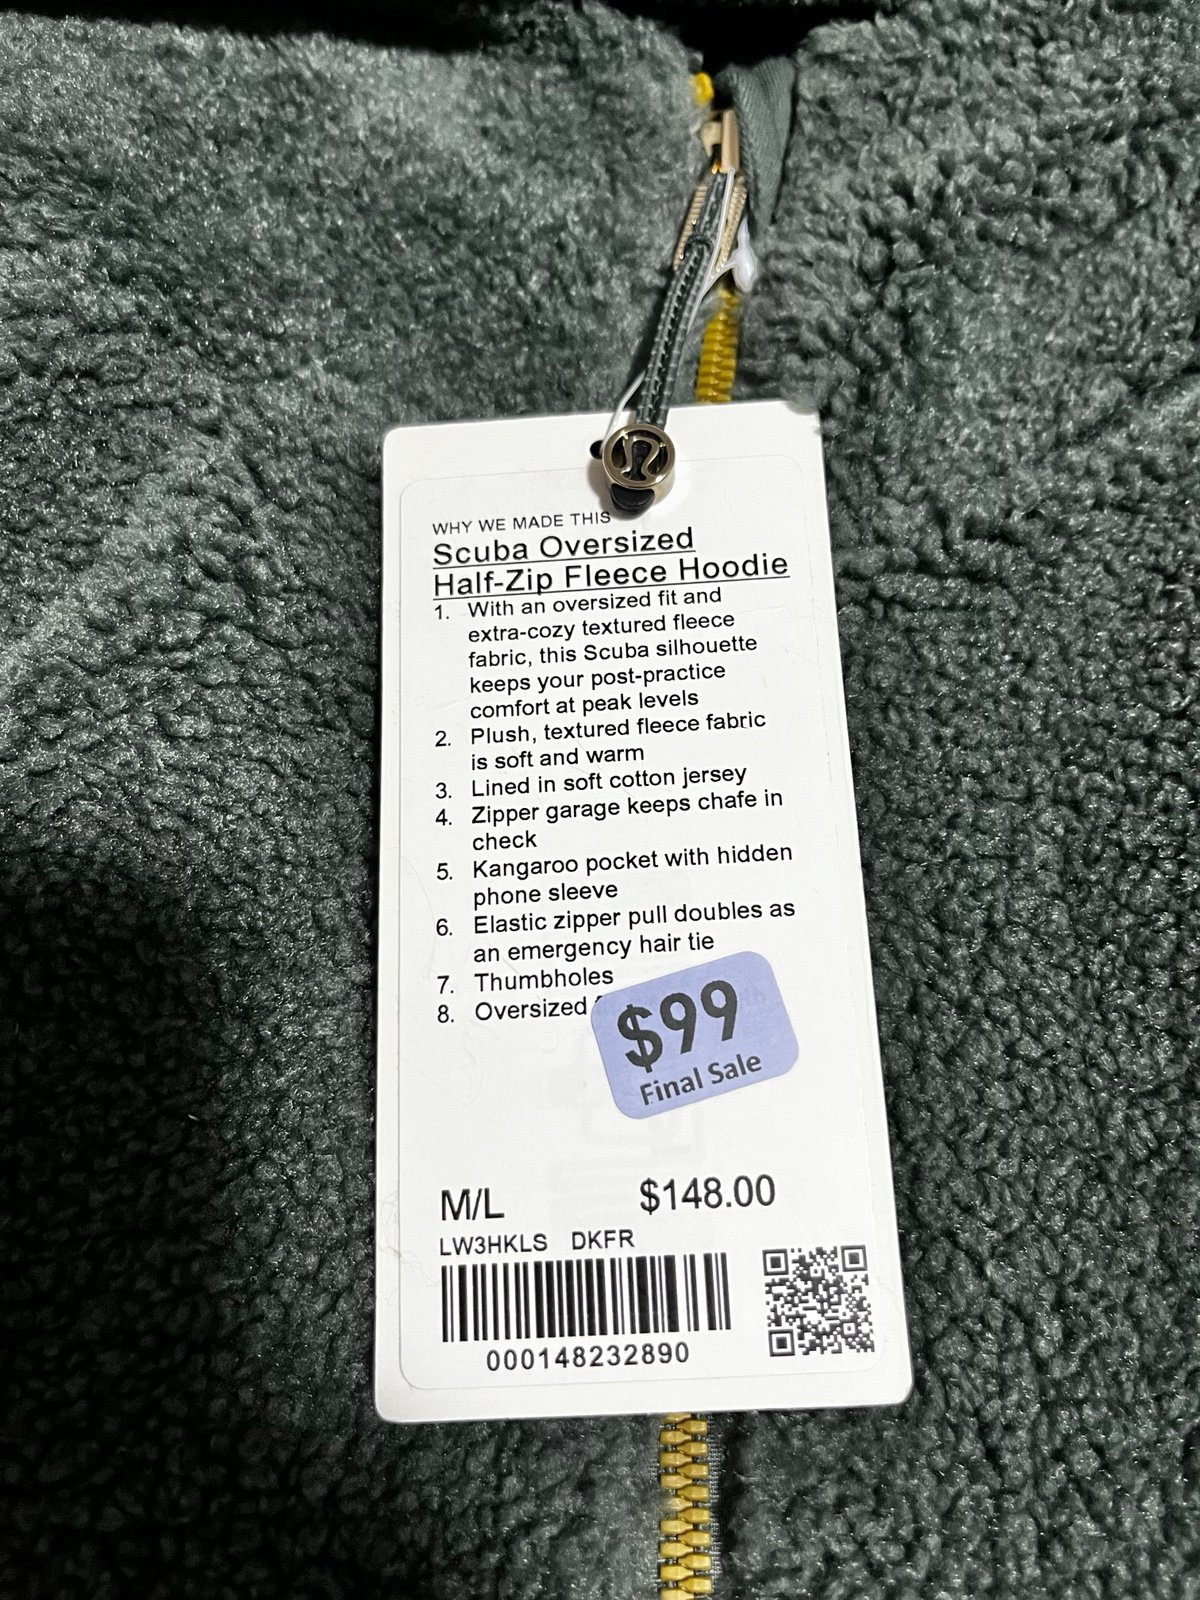 WHY WE MADE THIS
Scuba Oversized
Half-Zip Fleece Hoodie
1. With an oversized fit and
extra-cozy textured fleece
fabric, this Scuba silhouette
keeps your post-practice
comfort at peak levels
2. Plush, textured fleece fabric
is soft and warm
3. Lined in soft cotton jersey
4. Zipper garage keeps chafe in
check
5. Kangaroo pocket with hidden
phone sleeve
6. Elastic zipper pull doubles as
an emergency hair tie
7. Thumbholes
8. Oversized
$99
Final Sale
M/L $148.00
LW3HKLS DKFR
000148232890